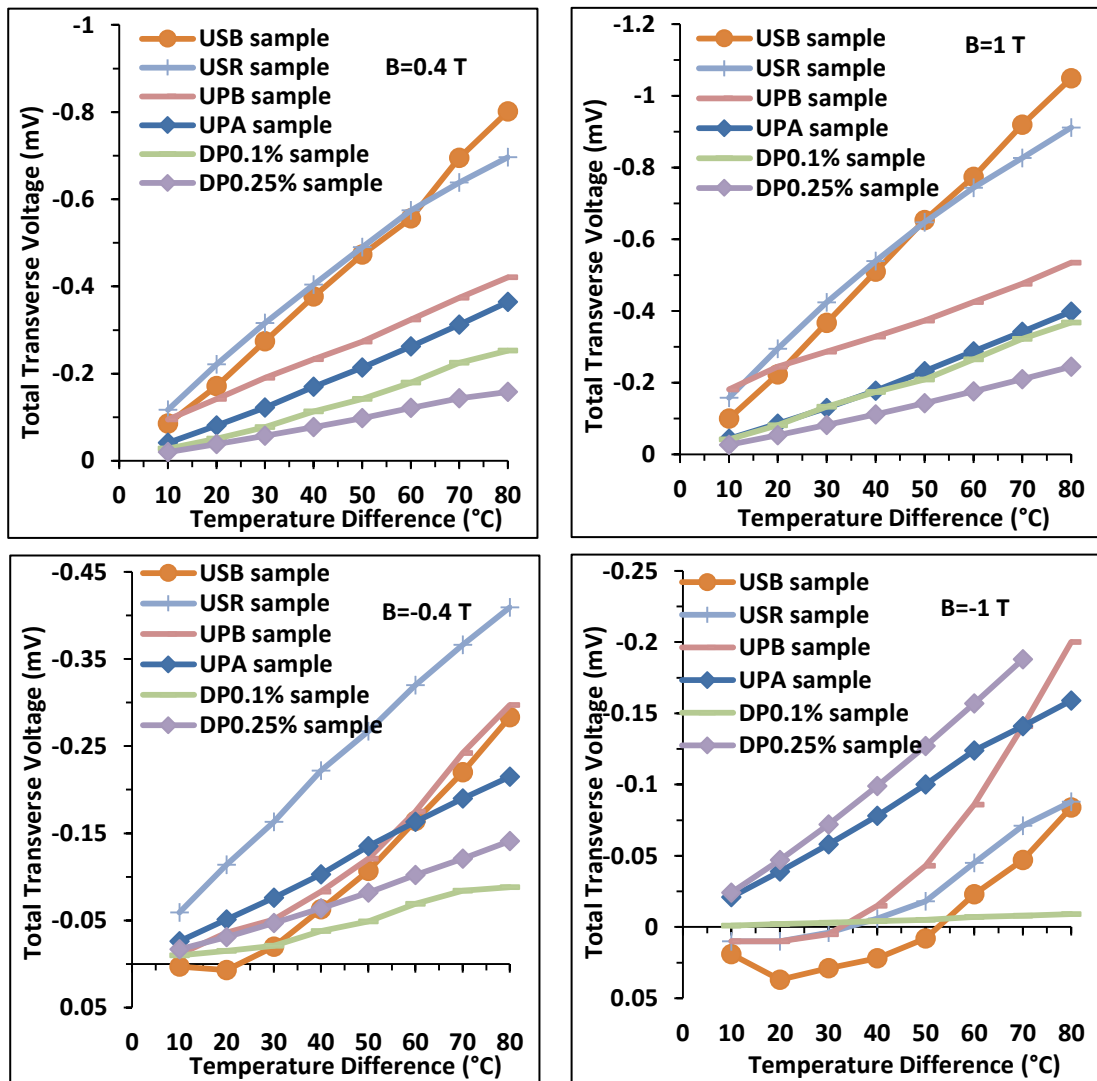 -1
-0.8
-0.6
-0.4
-0.2
0
Total Transverse Voltage (mV)
USB sample
USR sample
UPB sample
UPA sample
DP0.1% sample
DP0.25% sample
B=0.4 T
0 10 20 30 40 50 60 70 80
Temperature Difference (°C)
-1.2
-1
-0.8
-0.6
-0.4
-0.2
0
Total Transverse Voltage (mV)
USB sample
USR sample
UPB sample
UPA sample
DP0.1% sample
DP0.25% sample
B=1 T
0 10 20 30 40 50 60 70 80
Temperature Difference (°C)
-0.45
-0.35
-0.25
-0.15
-0.05
0.05
Total Transverse Voltage (mV)
USB sample
USR sample
UPB sample
UPA sample
DP0.1% sample
DP0.25% sample
B=-0.4 T
0 10 20 30 40 50 60 70 80
Temperature Difference (°C)
-0.25
-0.2
-0.15
-0.1
-0.05
0
0.05
Total Transverse Voltage (mV)
USB sample
USR sample
UPB sample
UPA sample
DP0.1% sample
DP0.25% sample
B=-1 T
0 10 20 30 40 50 60 70 80
Temperature Difference (°C)